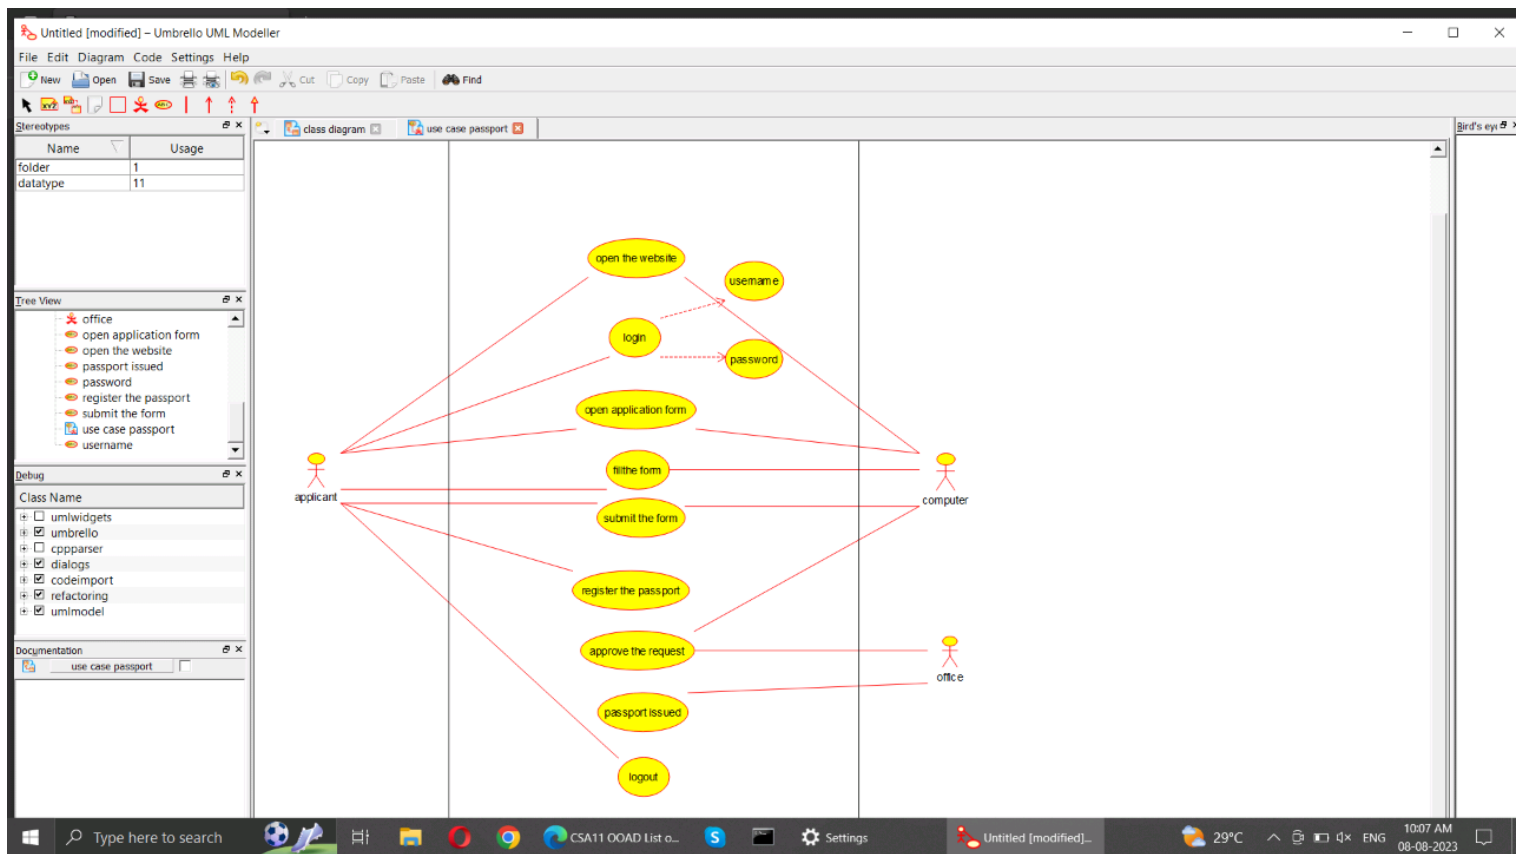 Untitled [modified] – Umbrello UML Modeller
File Edit Diagram Code Settings Help
New Open Save Cut Copy Paste Find
Stereotypes
Name Usage
folder 1
datatype 11
class diagram
use case passport
Bird's eye
Tree View
office
open application form
open the website
passport issued
password
register the passport
submit the form
use case passport
username
Debug
Class Name
umlwidgets
umbrello
cppparser
dialogs
codeimport
refactoring
umlmodel
Documentation
use case passport
open the website
username
login
password
open application form
fillthe form
applicant
computer
submit the form
register the passport
approve the request
office
passport issued
logout
Type here to search
CSA11 OOAD List o...
Settings
Untitled [modified]...
29°C
ENG
10:07 AM
08-08-2023